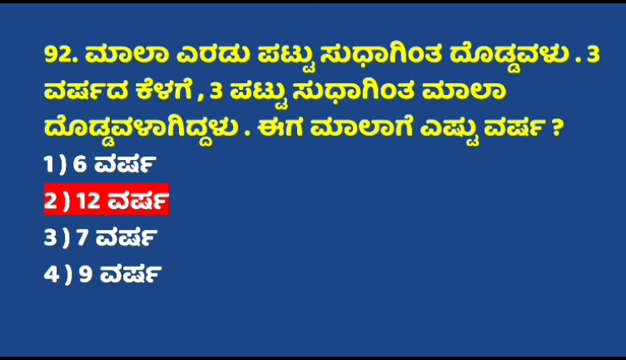 92. ಮಾಲಾ ಎರಡು ಪಟ್ಟು ಸುಧಾಗಿಂತ ದೊಡ್ಡವಳು . 3
ವರ್ಷದ ಕೆಳಗೆ , 3 ಪಟ್ಟು ಸುಧಾಗಿಂತ ಮಾಲಾ
ದೊಡ್ಡವಳಾಗಿದ್ದಳು . ಈಗ ಮಾಲಾಗೆ ಎಷ್ಟು ವರ್ಷ ?
1 ) 6 ವರ್ಷ
2 ) 12 ವರ್ಷ
3 ) 7 ವರ್ಷ
4 ) 9 ವರ್ಷ